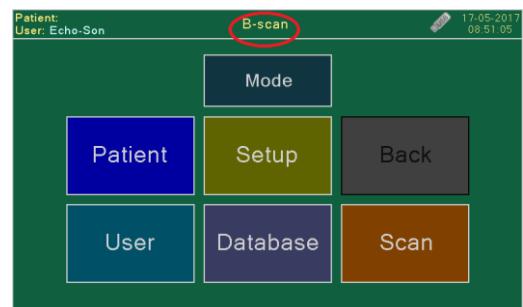 Patient:
User: Echo-Son
B-scan
17-05-2017
08:51:05
Mode
Patient Setup Back
User Database Scan